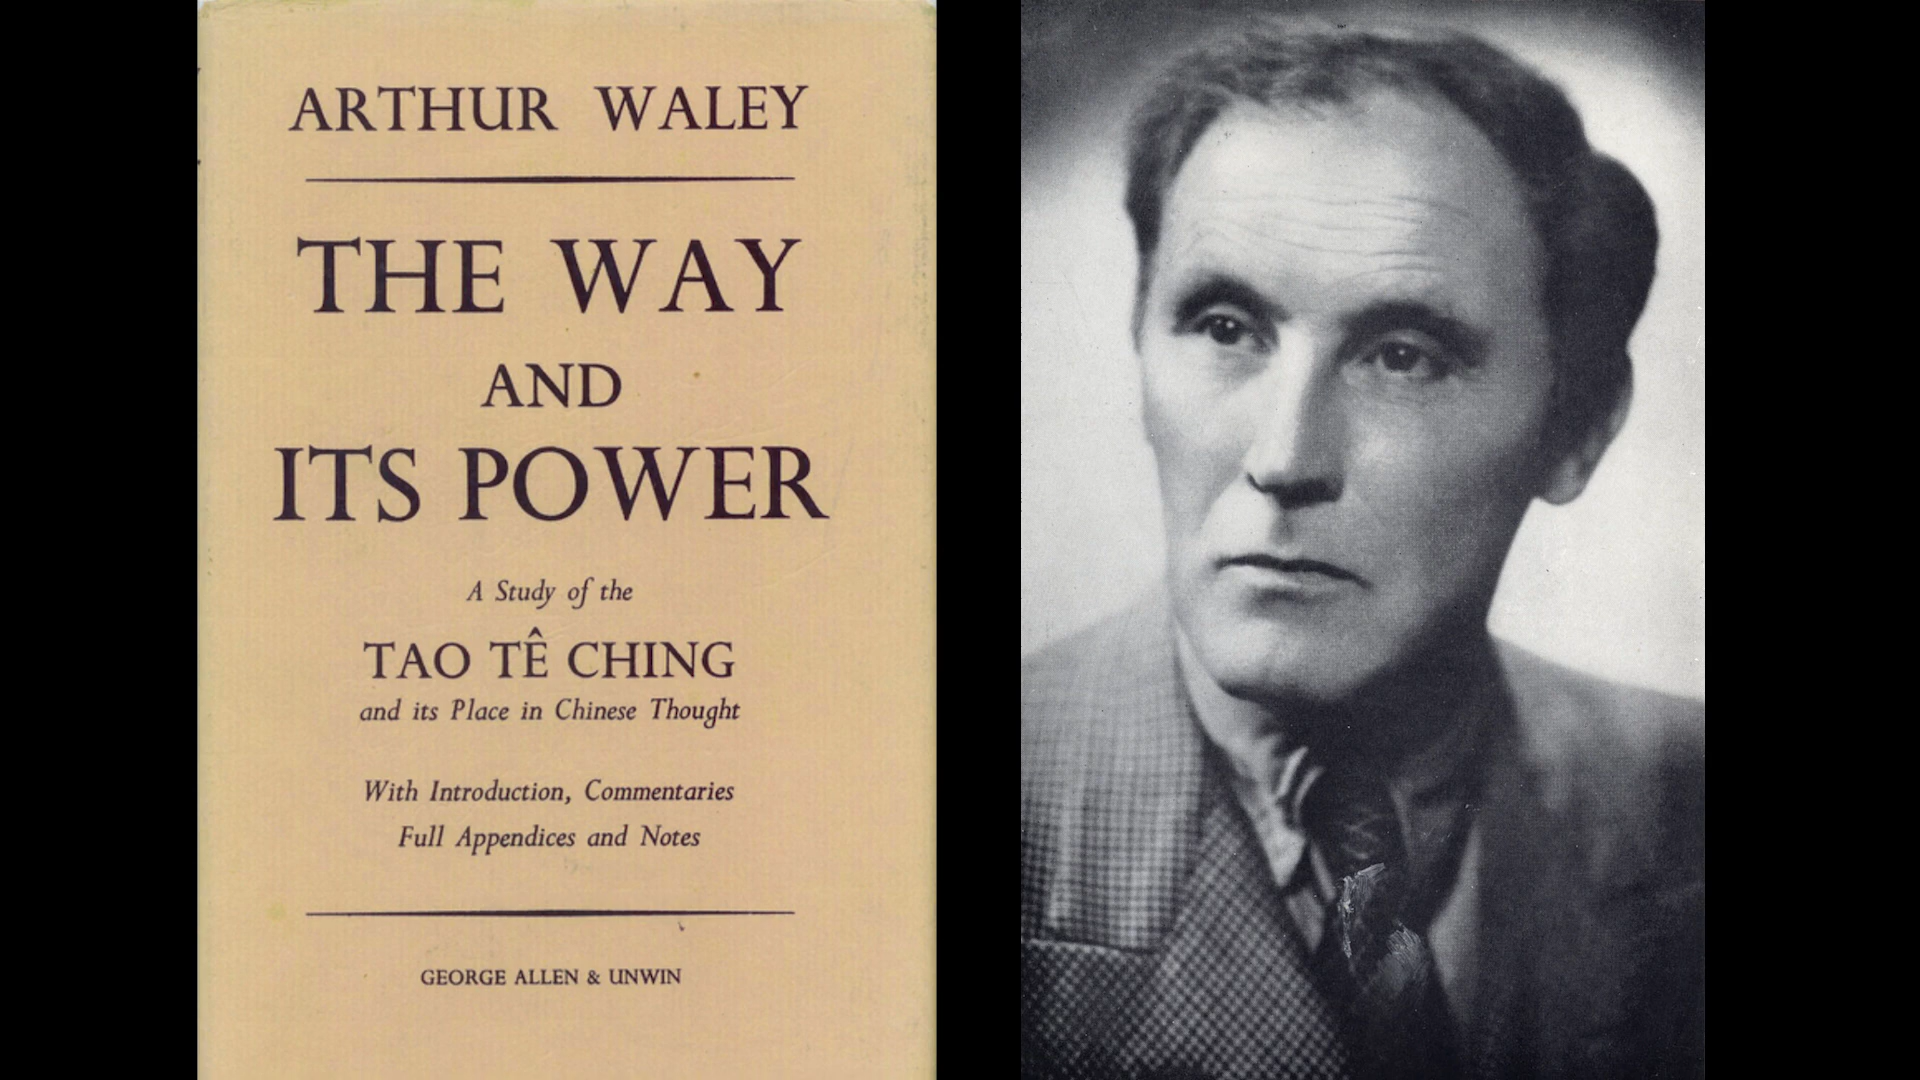 ARTHUR WALEY
THE WAY
AND
ITS POWER
A Study of the
TAO TÊ CHING
and its Place in Chinese Thought
With Introduction, Commentaries
Full Appendices and Notes
GEORGE ALLEN & UNWIN